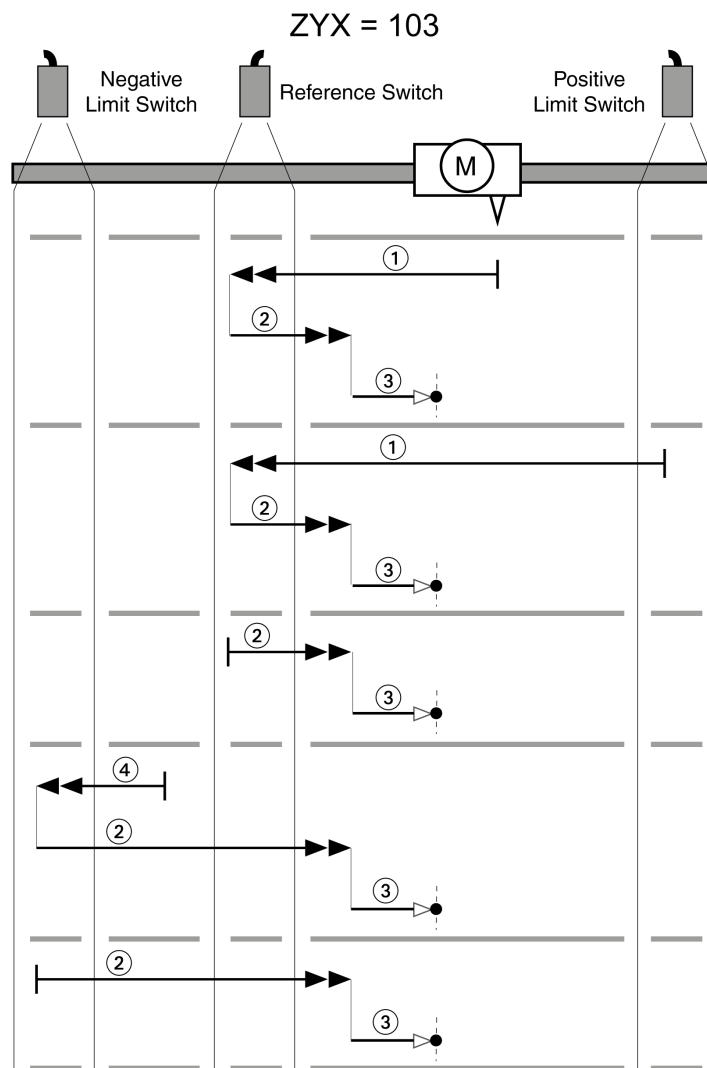 ZYX = 103
Negative
Limit Switch
Reference Switch
Positive
Limit Switch
M
1
2
3
1
2
3
2
3
4
2
3
2
3